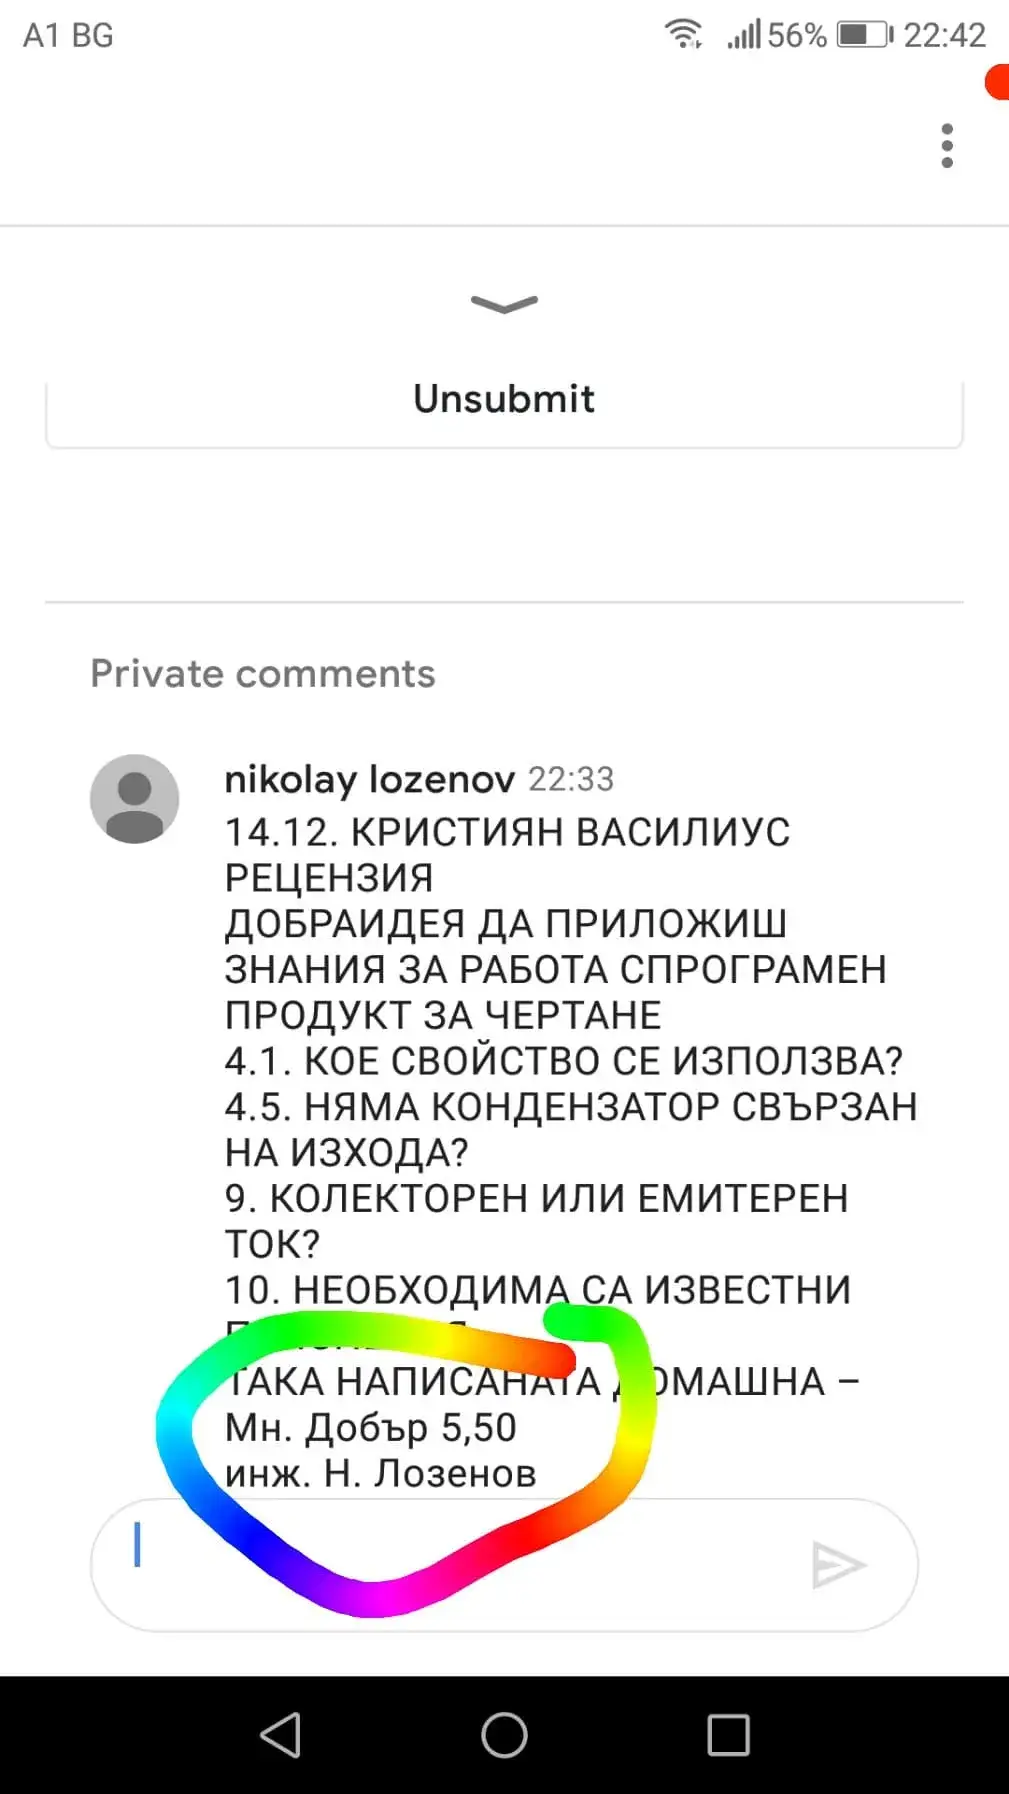 A1 BG 56% 22:42
Unsubmit
Private comments
nikolay lozenov 22:33
14.12. КРИСТИЯН ВАСИЛИУС
РЕЦЕНЗИЯ
ДОБРАИДЕЯ ДА ПРИЛОЖИШ
ЗНАНИЯ ЗА РАБОТА СПРОГРАМЕН
ПРОДУКТ ЗА ЧЕРТАНЕ
4.1. КОЕ СВОЙСТВО СЕ ИЗПОЛЗВА?
4.5. НЯМА КОНДЕНЗАТОР СВЪРЗАН
НА ИЗХОДА?
9. КОЛЕКТОРЕН ИЛИ ЕМИТЕРЕН
ТОК?
10. НЕОБХОДИМА СА ИЗВЕСТНИ
ТАКА НАПИСАНАТА ДОМАШНА –
Мн. Добър 5,50
инж. Н. Лозенов